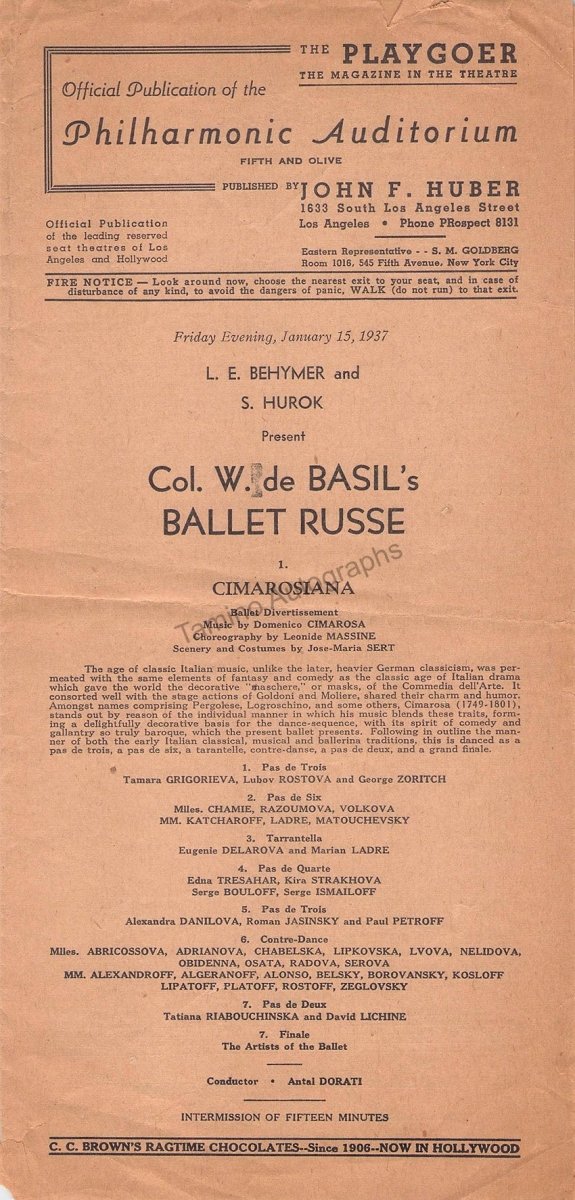 THE PLAYGOER
THE MAGAZINE IN THE THEATRE
Official Publication of the
Philharmonic Auditorium
FIFTH AND OLIVE
PUBLISHED BY JOHN F. HUBER
1633 South Los Angeles Street
Los Angeles • Phone PRospect 8131
Official Publication
of the leading reserved
seat theatres of Los
Angeles and Hollywood
Eastern Representative - - S. M. GOLDBERG
Room 1016, 545 Fifth Avenue, New York City
FIRE NOTICE — Look around now, choose the nearest exit to your seat, and in case of
disturbance of any kind, to avoid the dangers of panic, WALK (do not run) to that exit.
Friday Evening, January 15, 1937
L. E. BEHYMER and
S. HUROK
Present
Col. W. de BASIL's
BALLET RUSSE
1.
CIMAROSIANA
Tamino Autographs
Ballet Divertissement
Music by Domenico CIMAROSA
Choreography by Leonide MASSINE
Scenery and Costumes by Jose-Maria SERT
The age of classic Italian music, unlike the later, heavier German classicism, was per-
meated with the same elements of fantasy and comedy as the classic age of Italian drama
which gave the world the decorative "maschere," or masks, of the Commedia dell'Arte. It
consorted well with the stage actions of Goldoni and Moliere, shared their charm and humor.
Amongst names comprising Pergolese, Logroschino, and some others, Cimarosa (1749-1801),
stands out by reason of the individual manner in which his music blends these traits, form-
ing a delightfully decorative basis for the dance-sequence, with its spirit of comedy and
gallantry so truly baroque, which the present ballet presents. Following in outline the man-
ner of both the early Italian classical, musical and ballerina traditions, this is danced as a
pas de trois, a pas de six, a tarantelle, contre-danse, a pas de deux, and a grand finale.
1. Pas de Trois
Tamara GRIGORIEVA, Lubov ROSTOVA and George ZORITCH
2. Pas de Six
Mlles. CHAMIE, RAZOUMOVA, VOLKOVA
MM. KATCHAROFF, LADRE, MATOUCHEVSKY
3. Tarrantella
Eugenie DELAROVA and Marian LADRE
4. Pas de Quarte
Edna TRESAHAR, Kira STRAKHOVA
Serge BOULOFF, Serge ISMAILOFF
5. Pas de Trois
Alexandra DANILOVA, Roman JASINSKY and Paul PETROFF
6. Contre-Dance
Mlles. ABRICOSSOVA, ADRIANOVA, CHABELSKA, LIPKOVSKA, LVOVA, NELIDOVA,
OBIDENNA, OSATA, RADOVA, SEROVA
MM. ALEXANDROFF, ALGERANOFF, ALONSO, BELSKY, BOROVANSKY, KOSLOFF
LIPATOFF, PLATOFF, ROSTOFF, ZEGLOVSKY
7. Pas de Deux
Tatiana RIABOUCHINSKA and David LICHINE
7. Finale
The Artists of the Ballet
Conductor • Antal DORATI
INTERMISSION OF FIFTEEN MINUTES
C. C. BROWN'S RAGTIME CHOCOLATES--Since 1906--NOW IN HOLLYWOOD